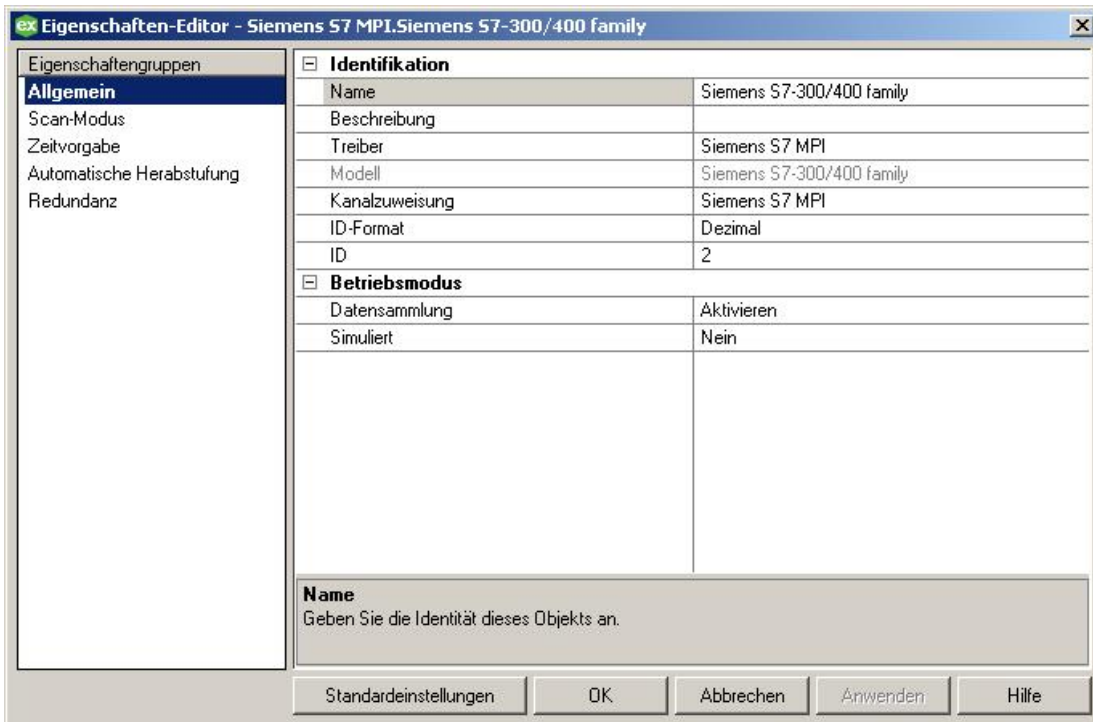 ex Eigenschaften-Editor - Siemens S7 MPI.Siemens S7-300/400 family
Eigenschaftengruppen
Allgemein
Scan-Modus
Zeitvorgabe
Automatische Herabstufung
Redundanz
Identifikation
Name Siemens S7-300/400 family
Beschreibung
Treiber Siemens S7 MPI
Modell Siemens S7-300/400 family
Kanalzuweisung Siemens S7 MPI
ID-Format Dezimal
ID 2
Betriebsmodus
Datensammlung Aktivieren
Simuliert Nein
Name
Geben Sie die Identität dieses Objekts an.
Standardeinstellungen OK Abbrechen Anwenden Hilfe